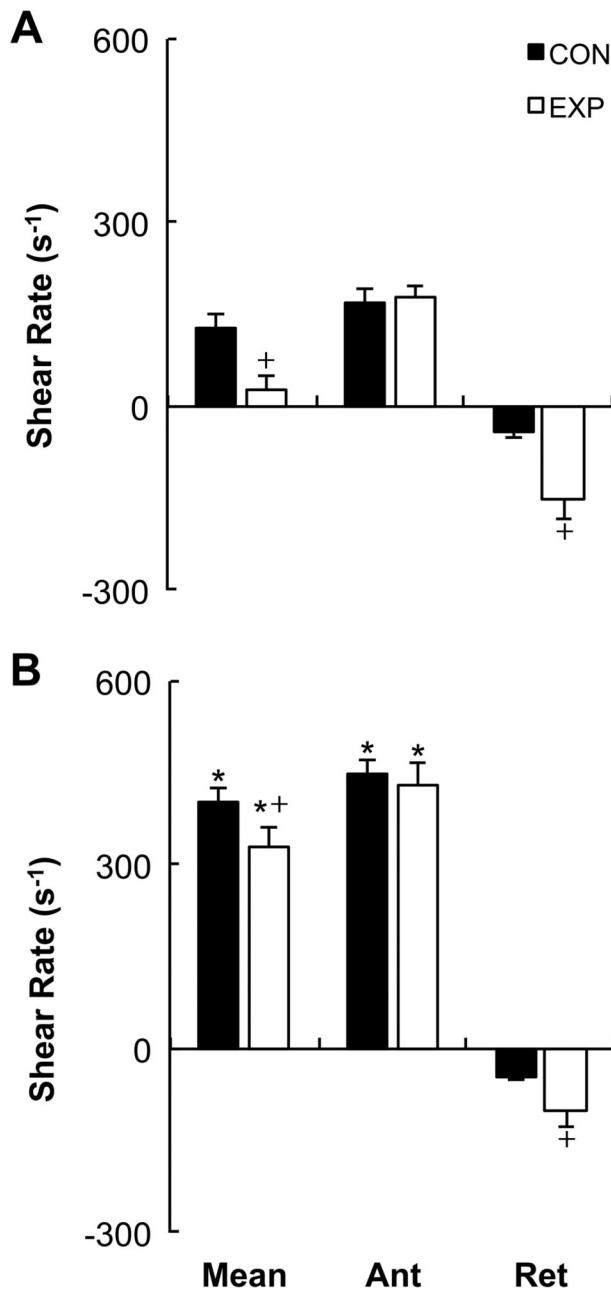 A
600
CON
EXP
300
+
0
+
-300
Shear Rate (s⁻¹)
B
600
*
*
*
*+
300
0
+
-300
Shear Rate (s⁻¹)
Mean Ant Ret